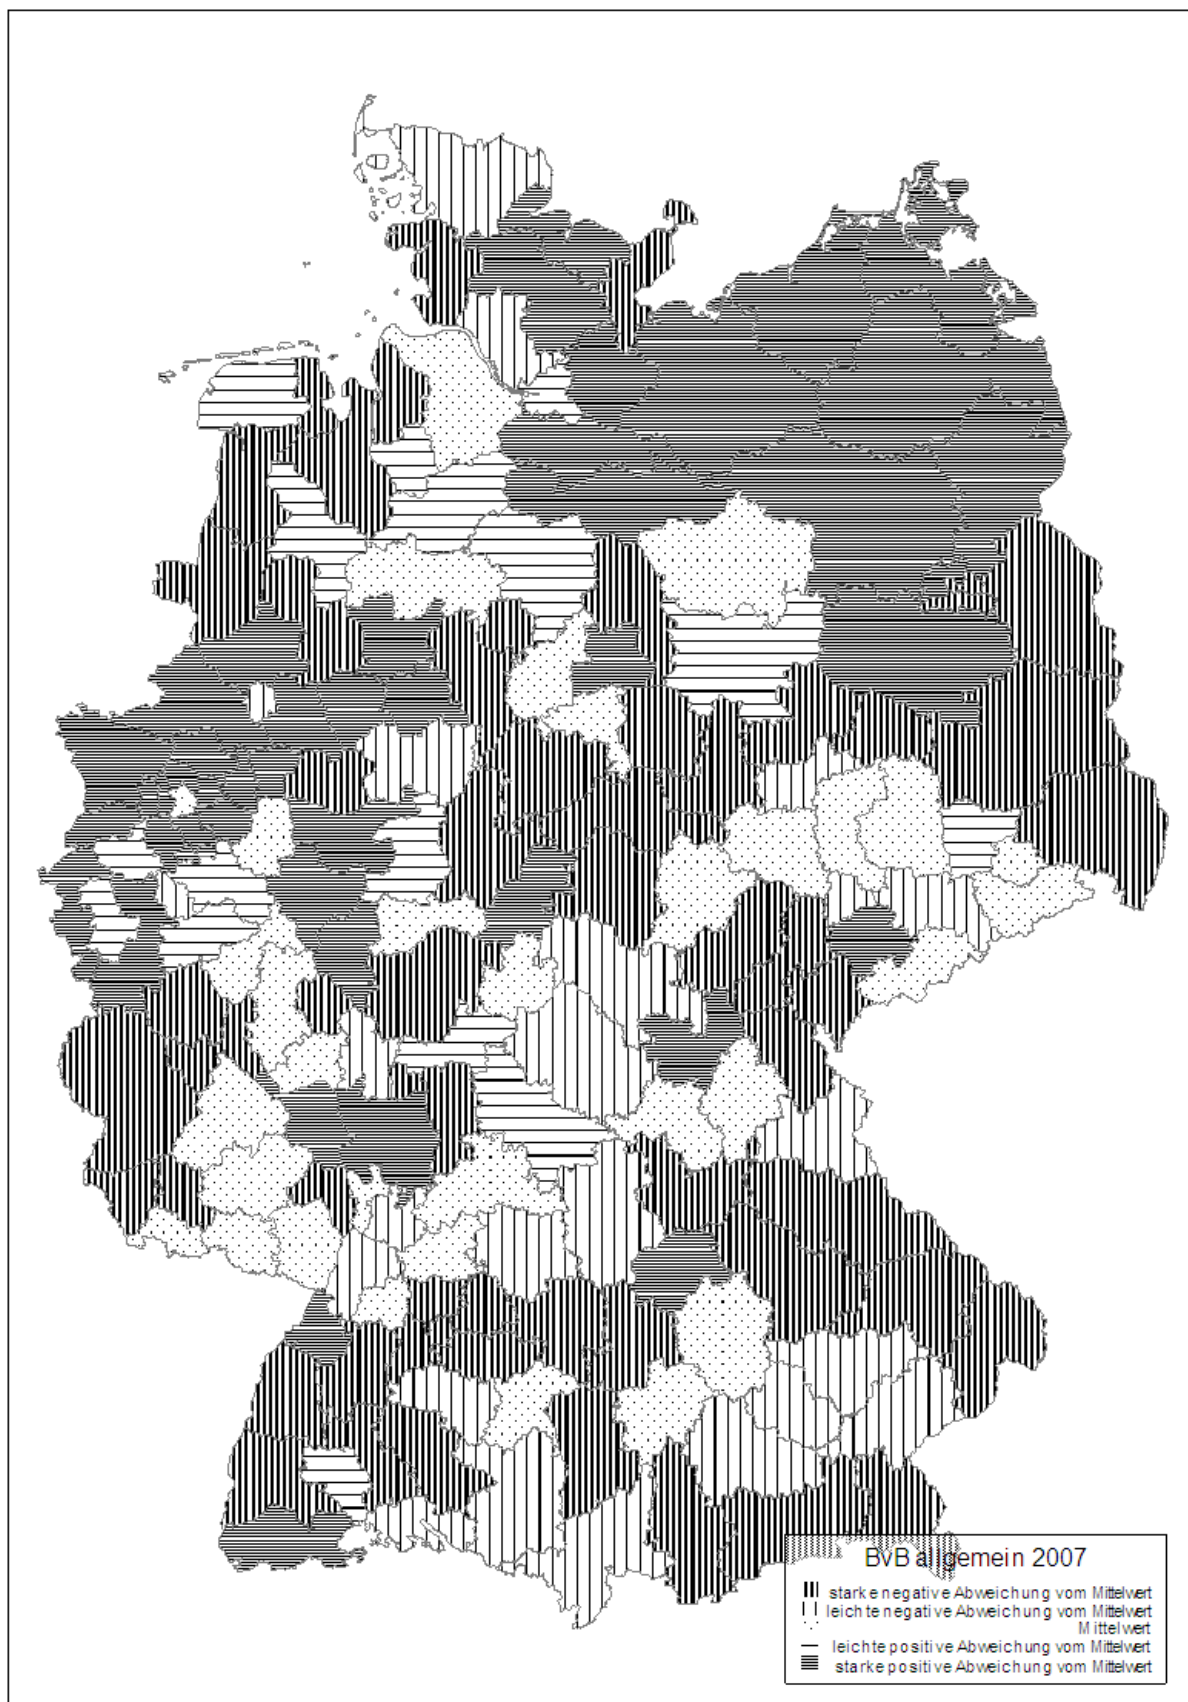 BvB allgemein 2007
starke negative Abweichung vom Mittelwert
leichte negative Abweichung vom Mittelwert
Mittelwert
leichte positive Abweichung vom Mittelwert
starke positive Abweichung vom Mittelwert